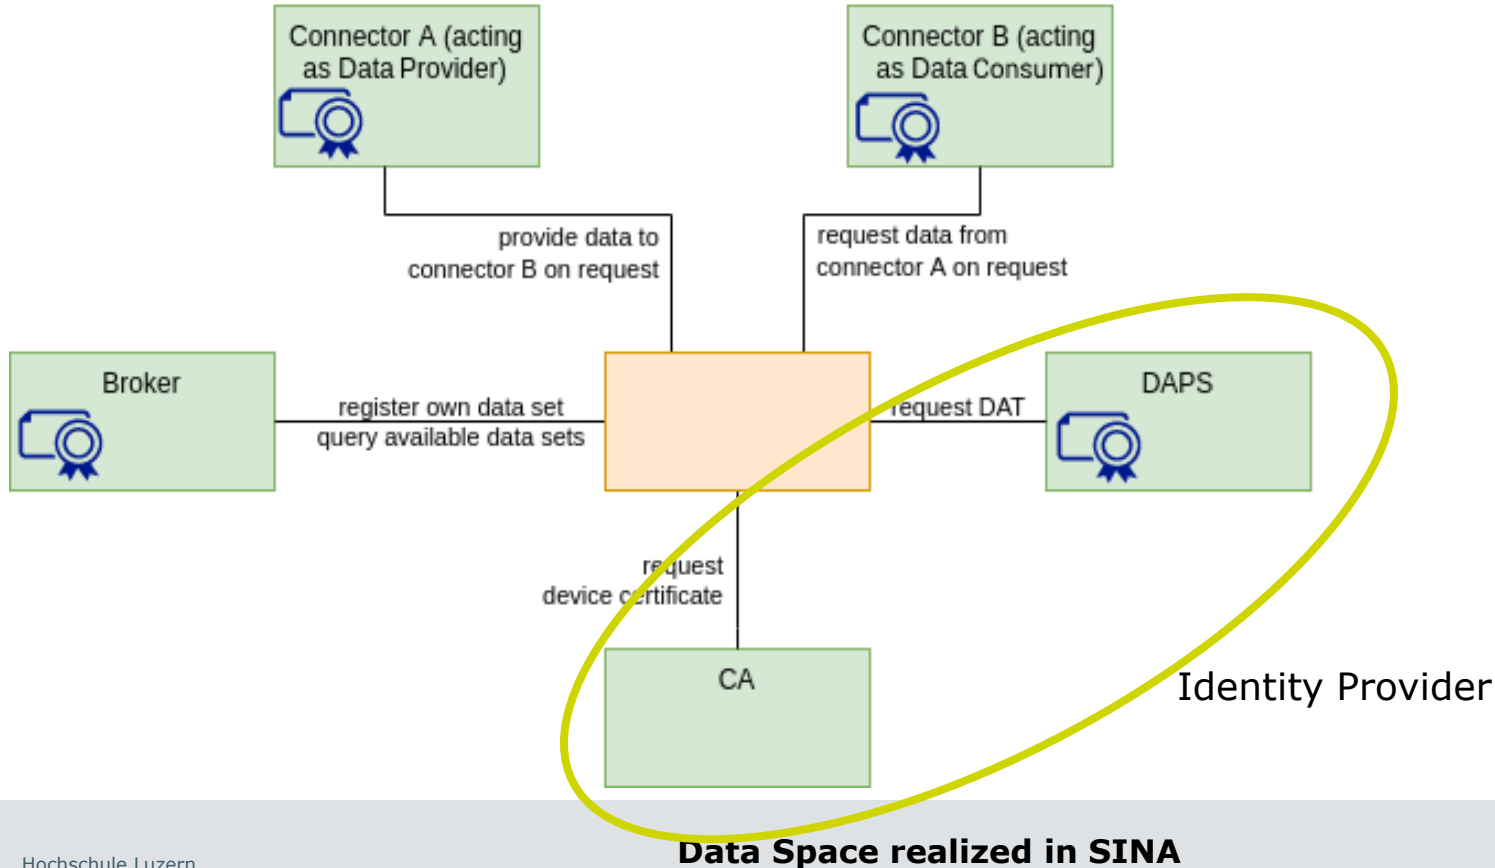 Connector A (acting
as Data Provider)
Connector B (acting
as Data Consumer)
provide data to
connector B on request
request data from
connector A on request
Broker
register own data set
query available data sets
request DAT
DAPS
request
device certificate
CA
Identity Provider
Data Space realized in SINA
Hochschule Luzern